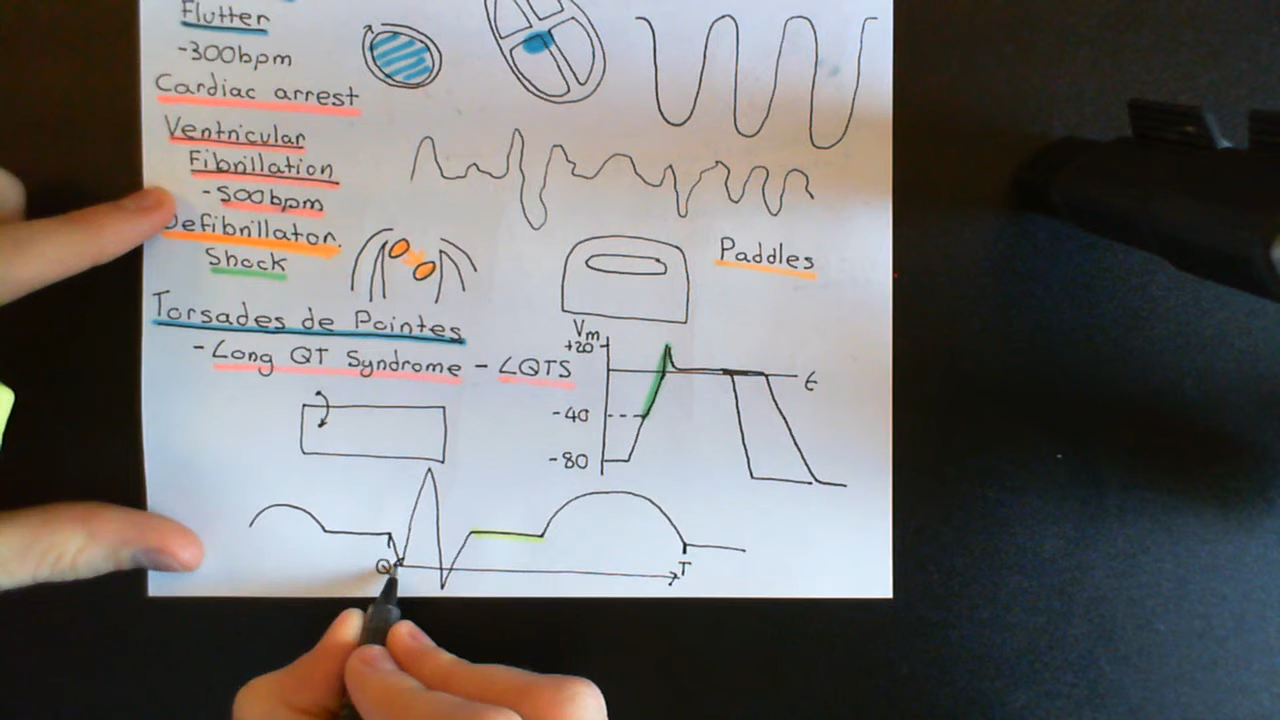 Flutter
-300bpm
Cardiac arrest
Ventricular
Fibrillation
-500bpm
Defibrillator.
Shock
Paddles
Torsades de Pointes
- Long QT Syndrome - LQTS
Vm
+20
t
-40
-80
Q
T